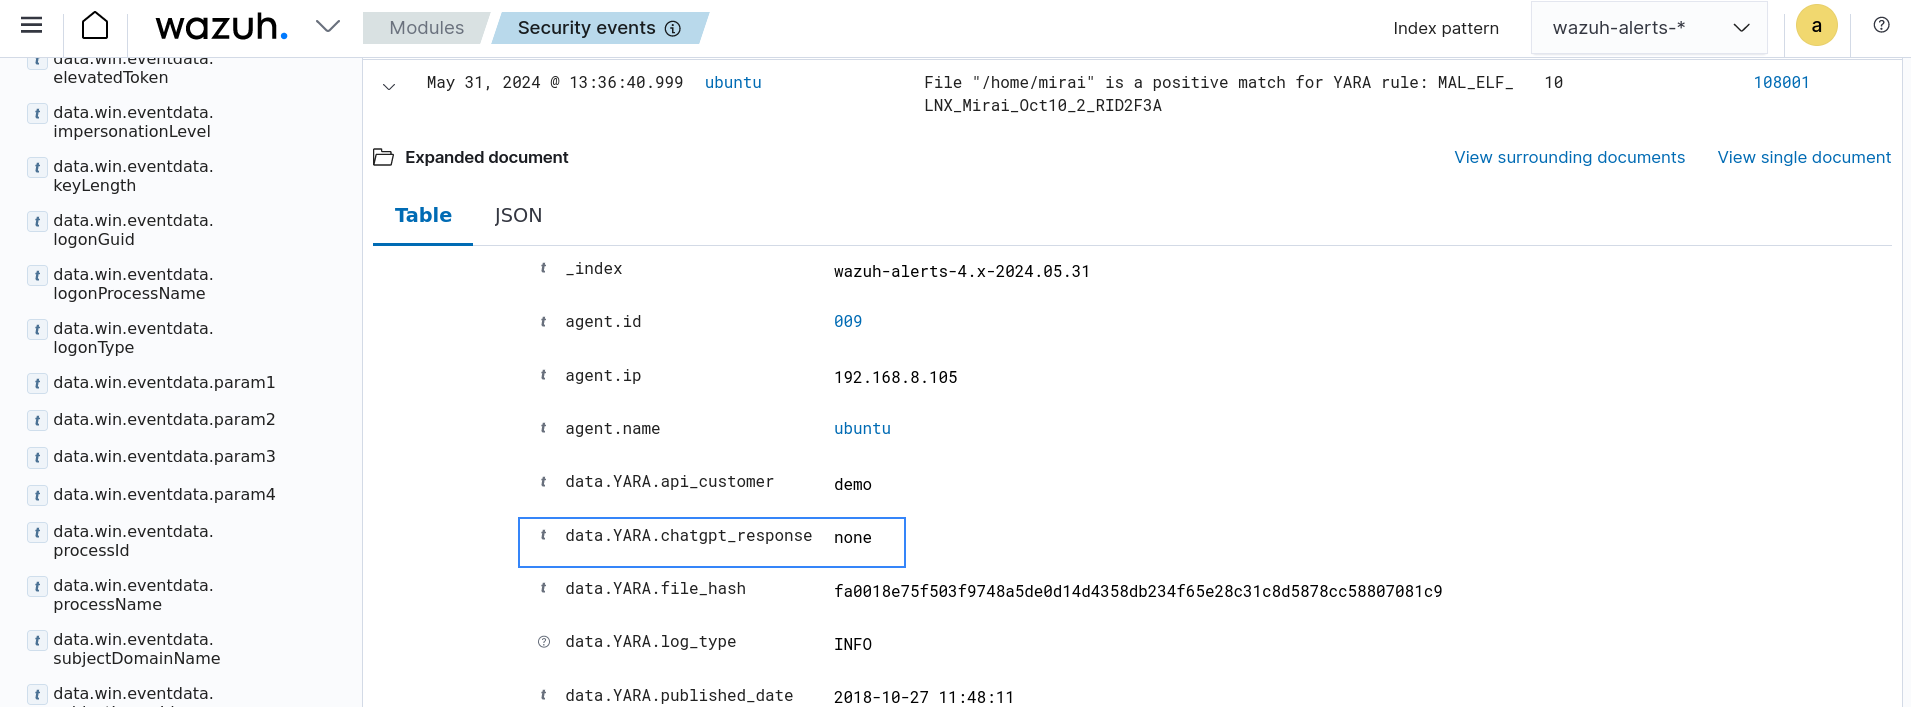 wazuh.
Modules
Security events
Index pattern
wazuh-alerts-*
a
data.win.eventdata.
elevatedToken
data.win.eventdata.
impersonationLevel
data.win.eventdata.
keyLength
data.win.eventdata.
logonGuid
data.win.eventdata.
logonProcessName
data.win.eventdata.
logonType
data.win.eventdata.param1
data.win.eventdata.param2
data.win.eventdata.param3
data.win.eventdata.param4
data.win.eventdata.
processId
data.win.eventdata.
processName
data.win.eventdata.
subjectDomainName
data.win.eventdata.
May 31, 2024 @ 13:36:40.999 ubuntu File "/home/mirai" is a positive match for YARA rule: MAL_ELF_ 10 108001
LNX_Mirai_Oct10_2_RID2F3A
Expanded document View surrounding documents View single document
Table JSON
t _index wazuh-alerts-4.x-2024.05.31
t agent.id 009
t agent.ip 192.168.8.105
t agent.name ubuntu
t data.YARA.api_customer demo
t data.YARA.chatgpt_response none
t data.YARA.file_hash fa0018e75f503f9748a5de0d14d4358db234f65e28c31c8d5878cc58807081c9
? data.YARA.log_type INFO
t data.YARA.published_date 2018-10-27 11:48:11